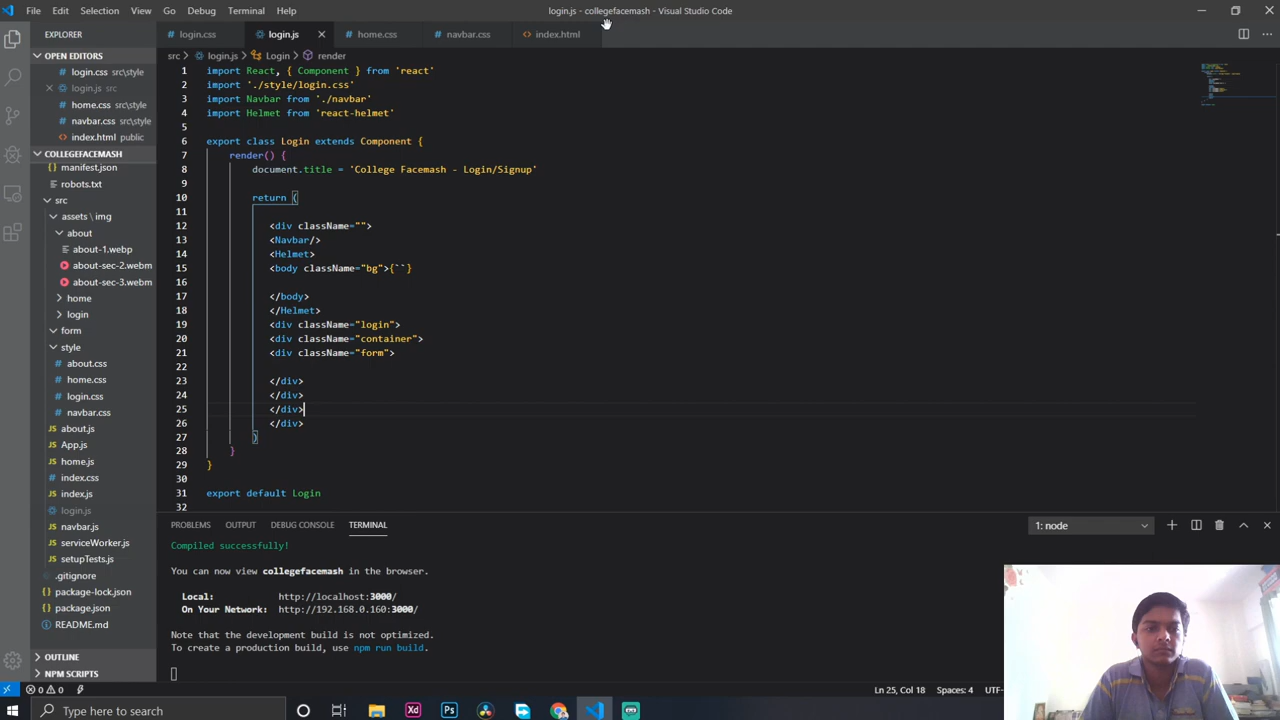 File Edit Selection View Go Debug Terminal Help
login.js - collegefacemash - Visual Studio Code
EXPLORER
login.css
login.js
home.css
navbar.css
index.html
OPEN EDITORS
login.css src\style
login.js src
home.css src\style
navbar.css src\style
index.html public
COLLEGEFACEMASH
manifest.json
robots.txt
src
assets \ img
about
about-1.webp
about-sec-2.webm
about-sec-3.webm
home
login
form
style
about.css
home.css
login.css
navbar.css
about.js
App.js
home.js
index.css
index.js
login.js
navbar.js
serviceWorker.js
setupTests.js
.gitignore
package-lock.json
package.json
README.md
OUTLINE
NPM SCRIPTS
src > login.js > Login > render
1 import React, { Component } from 'react'
2 import './style/login.css'
3 import Navbar from './navbar'
4 import Helmet from 'react-helmet'
5
6 export class Login extends Component {
7 render() {
8 document.title = 'College Facemash - Login/Signup'
9
10 return (
11
12 <div className="">
13 <Navbar/>
14 <Helmet>
15 <body className="bg">{``}
16
17 </body>
18 </Helmet>
19 <div className="login">
20 <div className="container">
21 <div className="form">
22
23 </div>
24 </div>
25 </div>
26 </div>
27 )
28 }
29 }
30
31 export default Login
32
PROBLEMS OUTPUT DEBUG CONSOLE TERMINAL
1: node
Compiled successfully!
You can now view collegefacemash in the browser.
Local: http://localhost:3000/
On Your Network: http://192.168.0.160:3000/
Note that the development build is not optimized.
To create a production build, use npm run build.
0 0
Ln 25, Col 18 Spaces: 4 UTF-
Type here to search
Xd
Ps